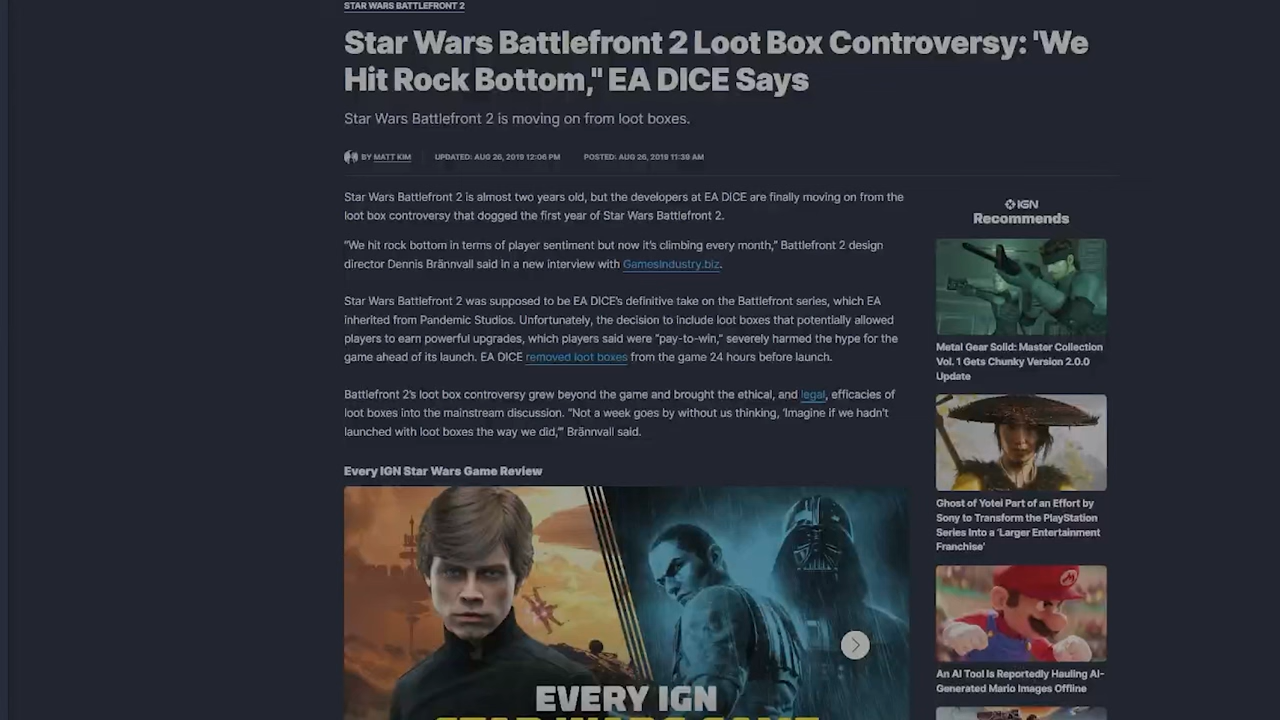 STAR WARS BATTLEFRONT 2
Star Wars Battlefront 2 Loot Box Controversy: 'We
Hit Rock Bottom," EA DICE Says
Star Wars Battlefront 2 is moving on from loot boxes.
BY MATT KIM UPDATED: AUG 26, 2019 12:06 PM POSTED: AUG 26, 2019 11:39 AM
Star Wars Battlefront 2 is almost two years old, but the developers at EA DICE are finally moving on from the
loot box controversy that dogged the first year of Star Wars Battlefront 2.
"We hit rock bottom in terms of player sentiment but now it's climbing every month," Battlefront 2 design
director Dennis Brännvall said in a new interview with GamesIndustry.biz.
Star Wars Battlefront 2 was supposed to be EA DICE's definitive take on the Battlefront series, which EA
inherited from Pandemic Studios. Unfortunately, the decision to include loot boxes that potentially allowed
players to earn powerful upgrades, which players said were "pay-to-win," severely harmed the hype for the
game ahead of its launch. EA DICE removed loot boxes from the game 24 hours before launch.
Battlefront 2's loot box controversy grew beyond the game and brought the ethical, and legal, efficacies of
loot boxes into the mainstream discussion. "Not a week goes by without us thinking, 'Imagine if we hadn't
launched with loot boxes the way we did,'" Brännvall said.
Every IGN Star Wars Game Review
EVERY IGN
STAR WARS GAME
IGN
Recommends
Metal Gear Solid: Master Collection
Vol. 1 Gets Chunky Version 2.0.0
Update
Ghost of Yotei Part of an Effort by
Sony to Transform the PlayStation
Series Into a 'Larger Entertainment
Franchise'
An AI Tool Is Reportedly Hauling AI-
Generated Mario Images Offline